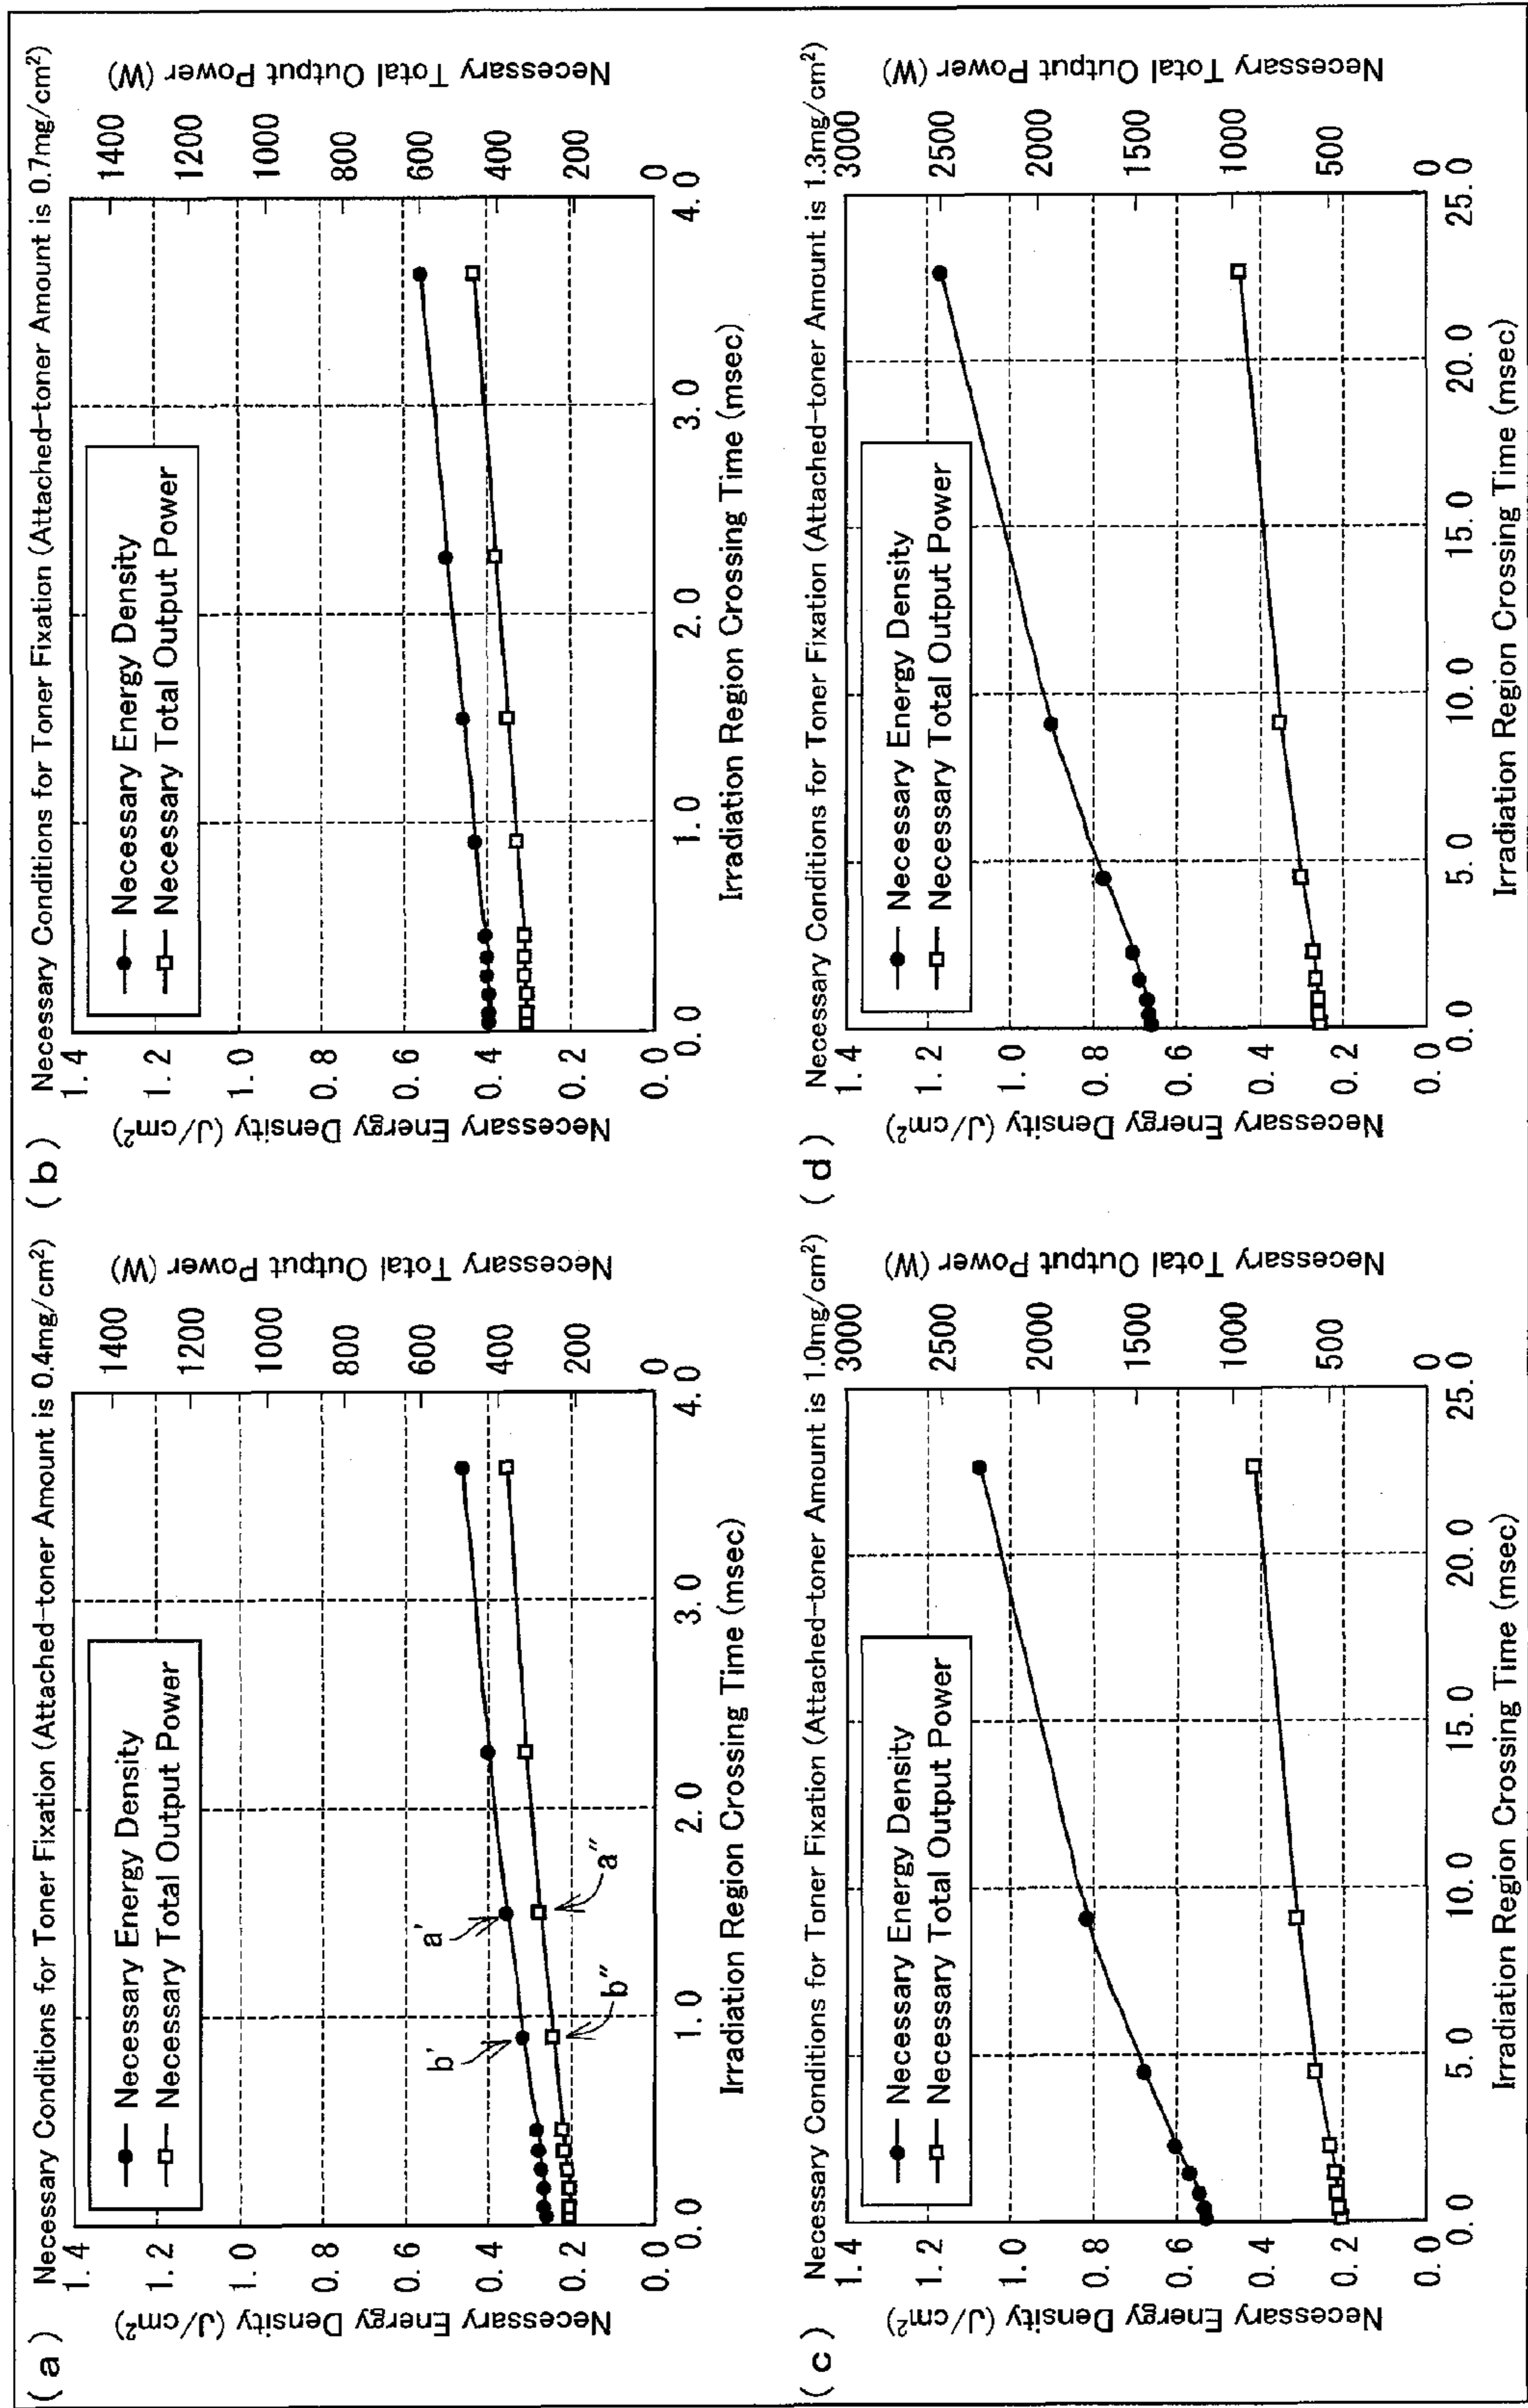 ( a )
Necessary Conditions for Toner Fixation (Attached-toner Amount is 0.4mg/cm²)
Necessary Energy Density (J/cm²)
1. 4
1. 2
1. 0
0. 8
0. 6
0. 4
0. 2
0. 0
Necessary Energy Density
Necessary Total Output Power
b'
a'
b''
a''
1400
1200
1000
800
600
400
200
0
Necessary Total Output Power (W)
0. 0
1. 0
2. 0
3. 0
4. 0
Irradiation Region Crossing Time (msec)
( b )
Necessary Conditions for Toner Fixation (Attached-toner Amount is 0.7mg/cm²)
Necessary Energy Density (J/cm²)
1. 4
1. 2
1. 0
0. 8
0. 6
0. 4
0. 2
0. 0
Necessary Energy Density
Necessary Total Output Power
1400
1200
1000
800
600
400
200
0
Necessary Total Output Power (W)
0. 0
1. 0
2. 0
3. 0
4. 0
Irradiation Region Crossing Time (msec)
( c )
Necessary Conditions for Toner Fixation (Attached-toner Amount is 1.0mg/cm²)
Necessary Energy Density (J/cm²)
1. 4
1. 2
1. 0
0. 8
0. 6
0. 4
0. 2
0. 0
Necessary Energy Density
Necessary Total Output Power
3000
2500
2000
1500
1000
500
0
Necessary Total Output Power (W)
0. 0
5. 0
10. 0
15. 0
20. 0
25. 0
Irradiation Region Crossing Time (msec)
( d )
Necessary Conditions for Toner Fixation (Attached-toner Amount is 1.3mg/cm²)
Necessary Energy Density (J/cm²)
1. 4
1. 2
1. 0
0. 8
0. 6
0. 4
0. 2
0. 0
Necessary Energy Density
Necessary Total Output Power
3000
2500
2000
1500
1000
500
0
Necessary Total Output Power (W)
0. 0
5. 0
10. 0
15. 0
20. 0
25. 0
Irradiation Region Crossing Time (msec)